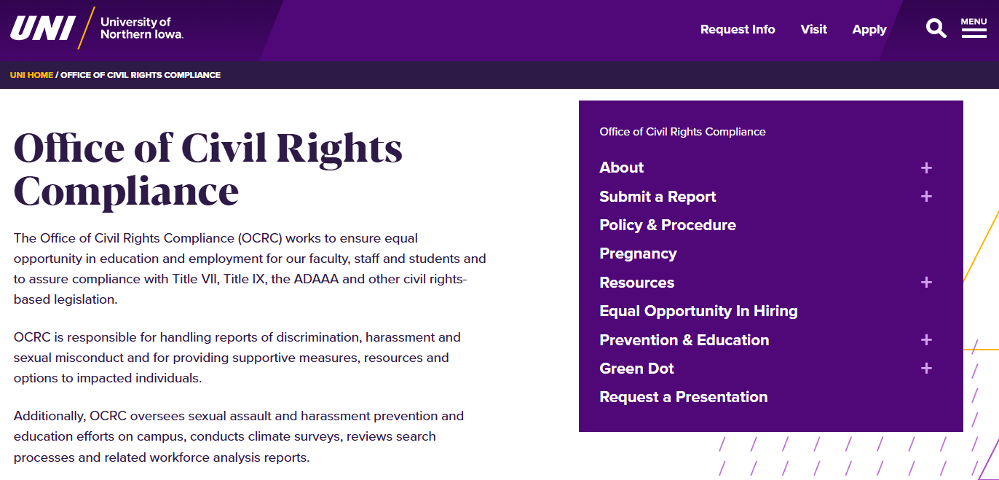 UNI University of
Northern Iowa.
Request Info Visit Apply MENU
UNI HOME / OFFICE OF CIVIL RIGHTS COMPLIANCE
Office of Civil Rights
Compliance
The Office of Civil Rights Compliance (OCRC) works to ensure equal
opportunity in education and employment for our faculty, staff and students and
to assure compliance with Title VII, Title IX, the ADAAA and other civil rights-
based legislation.
OCRC is responsible for handling reports of discrimination, harassment and
sexual misconduct and for providing supportive measures, resources and
options to impacted individuals.
Additionally, OCRC oversees sexual assault and harassment prevention and
education efforts on campus, conducts climate surveys, reviews search
processes and related workforce analysis reports.
Office of Civil Rights Compliance
About +
Submit a Report +
Policy & Procedure
Pregnancy
Resources +
Equal Opportunity In Hiring
Prevention & Education +
Green Dot +
Request a Presentation